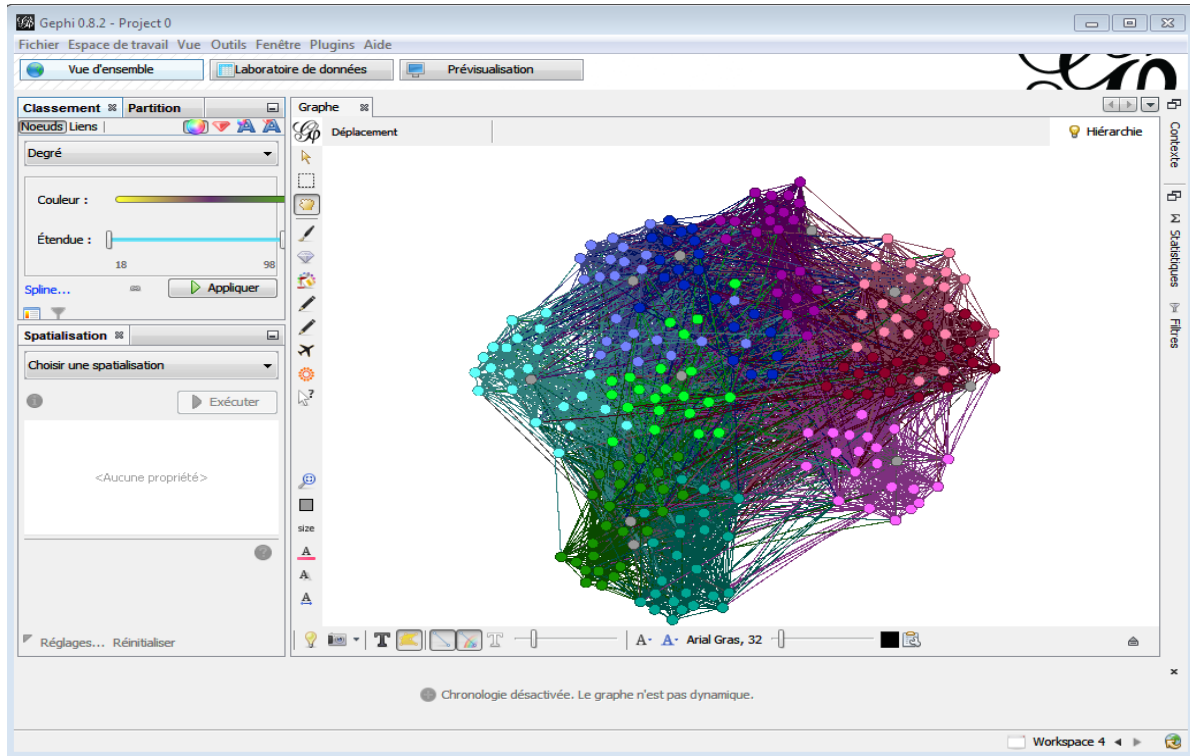 Gephi 0.8.2 - Project 0
Fichier Espace de travail Vue Outils Fenêtre Plugins Aide
Vue d'ensemble Laboratoire de données Prévisualisation
Classement Partition
Noeuds Liens
Degré
Couleur :
Étendue :
18 98
Spline... Appliquer
Spatialisation
Choisir une spatialisation
Exécuter
<Aucune propriété>
Réglages... Réinitialiser
Graphe
Déplacement Hiérarchie
size
Arial Gras, 32
Contexte
Statistiques
Filtres
Chronologie désactivée. Le graphe n'est pas dynamique.
Workspace 4